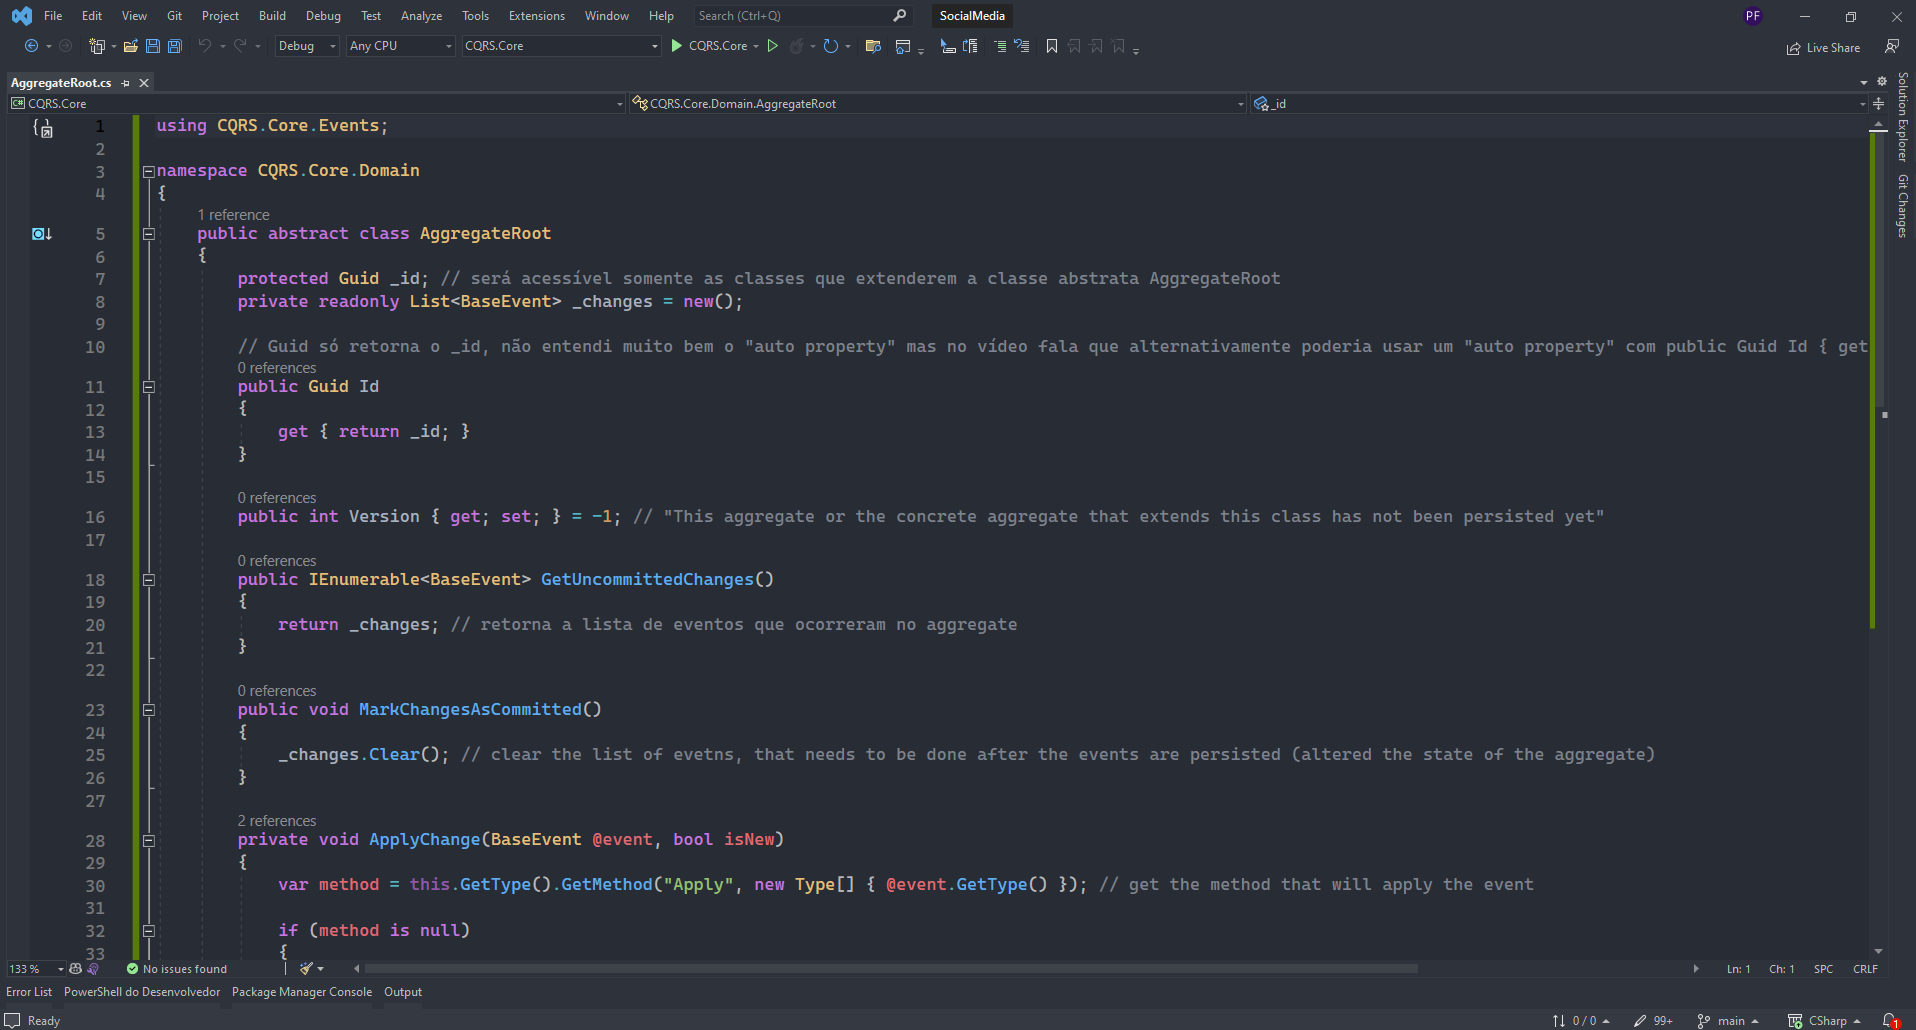 File Edit View Git Project Build Debug Test Analyze Tools Extensions Window Help Search (Ctrl+Q) SocialMedia PF
Debug Any CPU CQRS.Core CQRS.Core Live Share
AggregateRoot.cs
C# CQRS.Core CQRS.Core.Domain.AggregateRoot _id
Solution Explorer
Git Changes
1 using CQRS.Core.Events;
2
3 namespace CQRS.Core.Domain
4 {
1 reference
5 public abstract class AggregateRoot
6 {
7 protected Guid _id; // será acessível somente as classes que extenderem a classe abstrata AggregateRoot
8 private readonly List<BaseEvent> _changes = new();
9
10 // Guid só retorna o _id, não entendi muito bem o "auto property" mas no vídeo fala que alternativamente poderia usar um "auto property" com public Guid Id { get
0 references
11 public Guid Id
12 {
13 get { return _id; }
14 }
15
0 references
16 public int Version { get; set; } = -1; // "This aggregate or the concrete aggregate that extends this class has not been persisted yet"
17
0 references
18 public IEnumerable<BaseEvent> GetUncommittedChanges()
19 {
20 return _changes; // retorna a lista de eventos que ocorreram no aggregate
21 }
22
0 references
23 public void MarkChangesAsCommitted()
24 {
25 _changes.Clear(); // clear the list of evetns, that needs to be done after the events are persisted (altered the state of the aggregate)
26 }
27
2 references
28 private void ApplyChange(BaseEvent @event, bool isNew)
29 {
30 var method = this.GetType().GetMethod("Apply", new Type[] { @event.GetType() }); // get the method that will apply the event
31
32 if (method is null)
33 {
133 % No issues found Ln: 1 Ch: 1 SPC CRLF
Error List PowerShell do Desenvolvedor Package Manager Console Output
Ready 0 / 0 99+ main CSharp 1